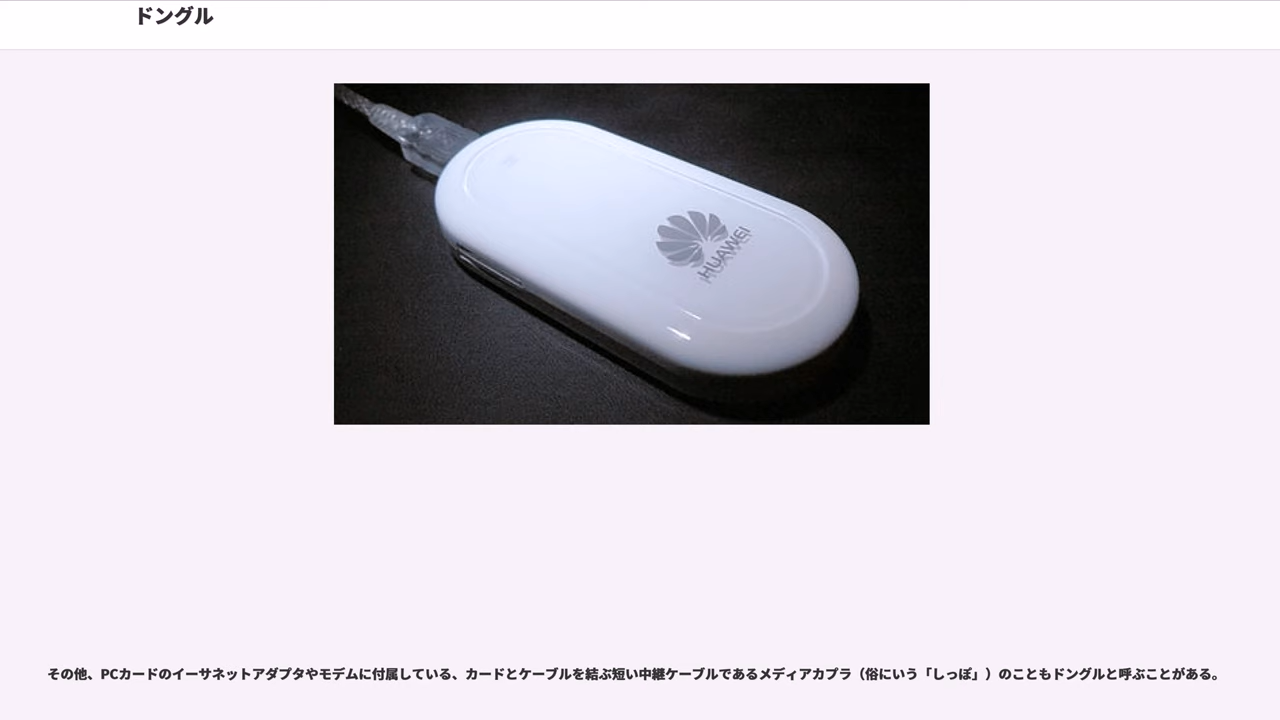 ドングル
HUAWEI
その他、PCカードのイーサネットアダプタやモデムに付属している、カードとケーブルを結ぶ短い中継ケーブルであるメディアカプラ（俗にいう「しっぽ」）のこともドングルと呼ぶことがある。